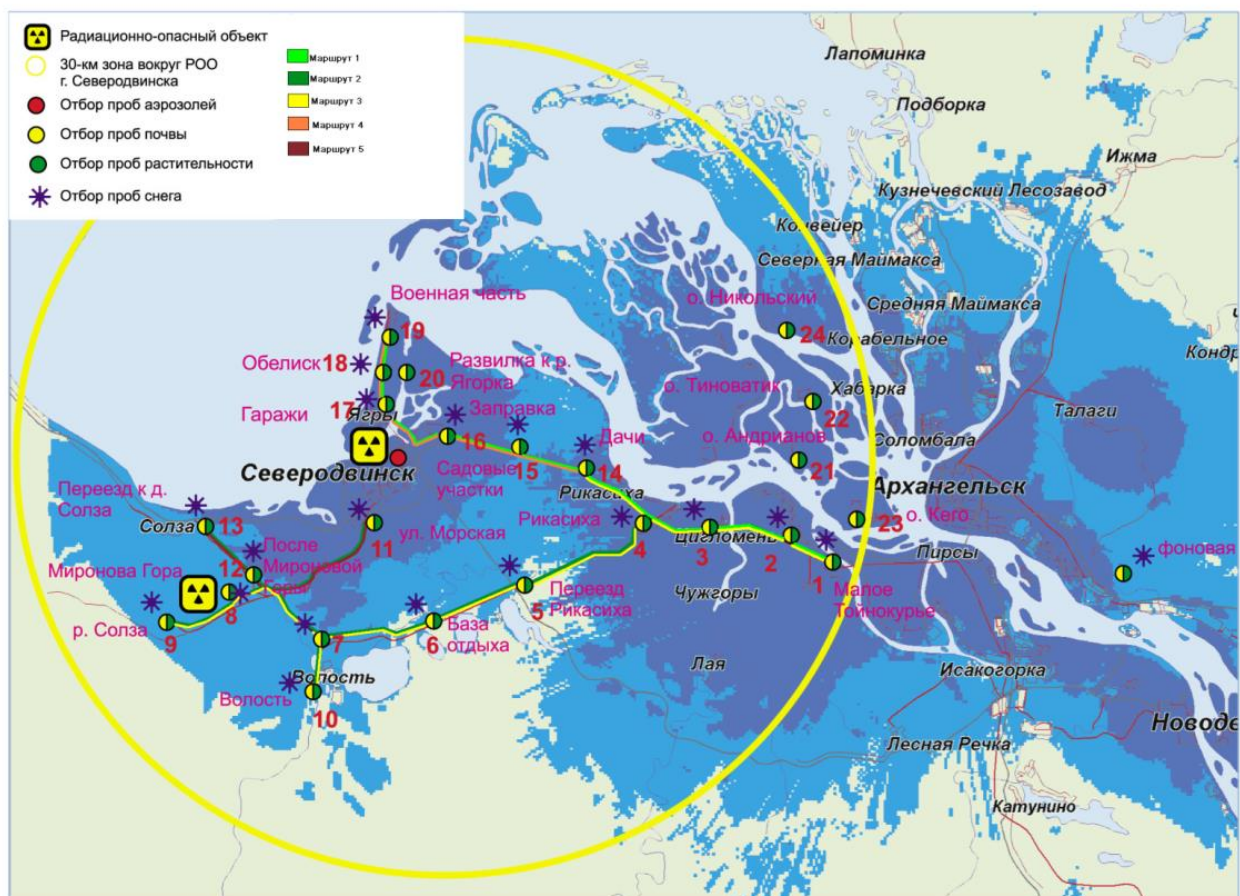 Радиационно-опасный объект
30-км зона вокруг РОО
г. Северодвинска
Отбор проб аэрозолей
Отбор проб почвы
Отбор проб растительности
Отбор проб снега
Маршрут 1
Маршрут 2
Маршрут 3
Маршрут 4
Маршрут 5
Лапоминка
Подборка
Ижма
Кузнечевский Лесозавод
Конвейер
Северная Маймакса
Военная часть
о. Никольский
Средняя Маймакса
19
24
Корабельное
Обелиск 18
Развилка к р.
Ягорка
20
о. Тиноватик
Хабарка
Талаги
Гаражи
17
Ягры
Заправка
22
16
о. Андрианов
Соломбала
15
Дачи
14
21
Северодвинск
Садовые
участки
Рикасиха
Архангельск
Переезд к д.
Солза
Солза
13
11
ул. Морская
Рикасиха
4
3
Цигломень
2
23
о. Кего
Пирсы
фоновая
После
Мироновой
Горы
12
Миронова Гора
8
9
р. Солза
1
Малое
Тойнокурье
Чужгоры
5
Переезд
Рикасиха
6
База
отдыха
7
Лая
Исакогорка
Волость
Волость
10
Лесная Речка
Катунино